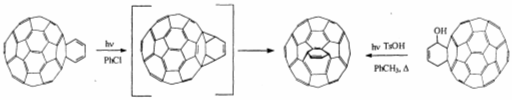 hν
PhCl
hν TsOH
PhCH₃, Δ
OH